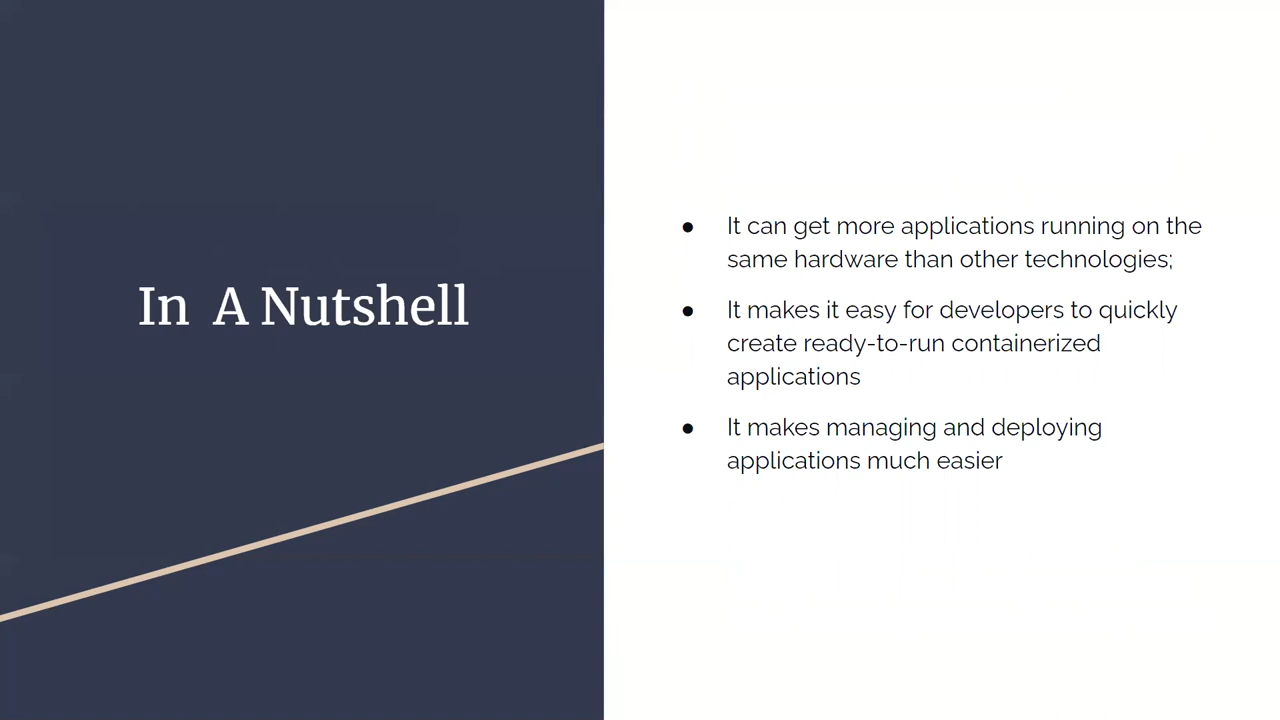 In A Nutshell
● It can get more applications running on the
same hardware than other technologies;
● It makes it easy for developers to quickly
create ready-to-run containerized
applications
● It makes managing and deploying
applications much easier